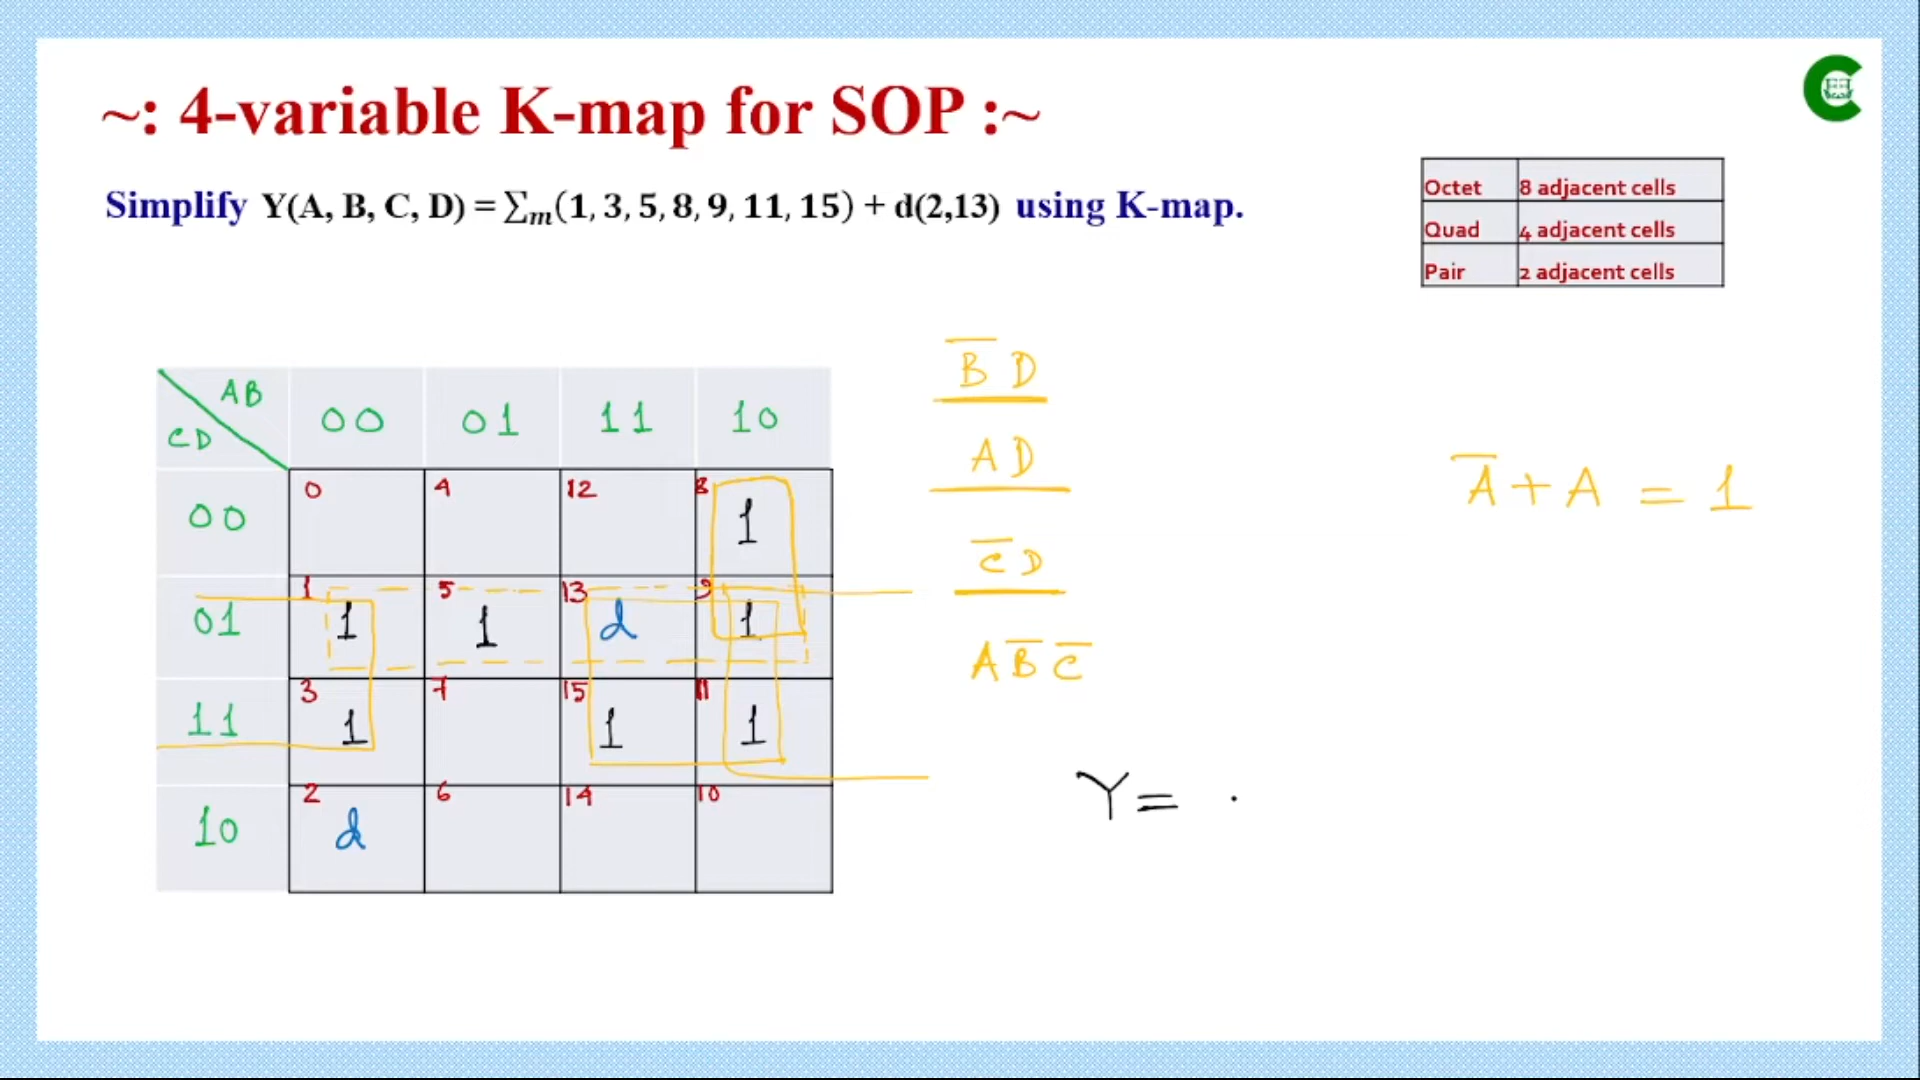 ~: 4-variable K-map for SOP :~
Simplify Y(A, B, C, D) = ∑m(1, 3, 5, 8, 9, 11, 15) + d(2,13) using K-map.
Octet 8 adjacent cells
Quad 4 adjacent cells
Pair 2 adjacent cells
AB
CD
00 01 11 10
00
0 4 12 8
1
01
1 5 13 9
1 1 d 1
11
3 7 15 11
1 1 1
10
2 6 14 10
d
B̅ D
A D
C̅ D
A B̅ C̅
A̅ + A = 1
Y = .